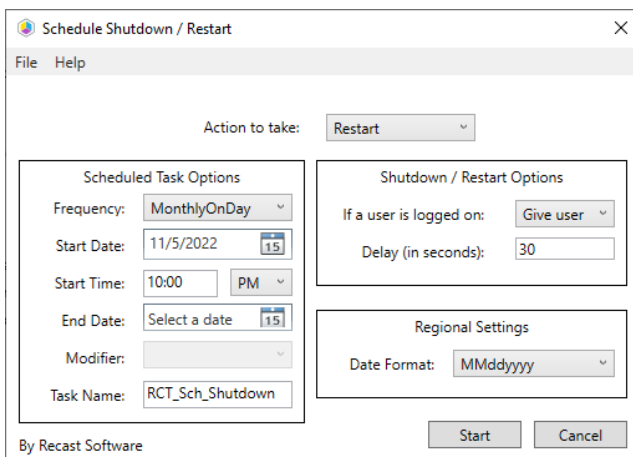 Schedule Shutdown / Restart
File Help
Action to take: Restart
Scheduled Task Options
Frequency: MonthlyOnDay
Start Date: 11/5/2022 15
Start Time: 10:00 PM
End Date: Select a date 15
Modifier:
Task Name: RCT_Sch_Shutdown
Shutdown / Restart Options
If a user is logged on: Give user
Delay (in seconds): 30
Regional Settings
Date Format: MMddyyyy
Start Cancel
By Recast Software